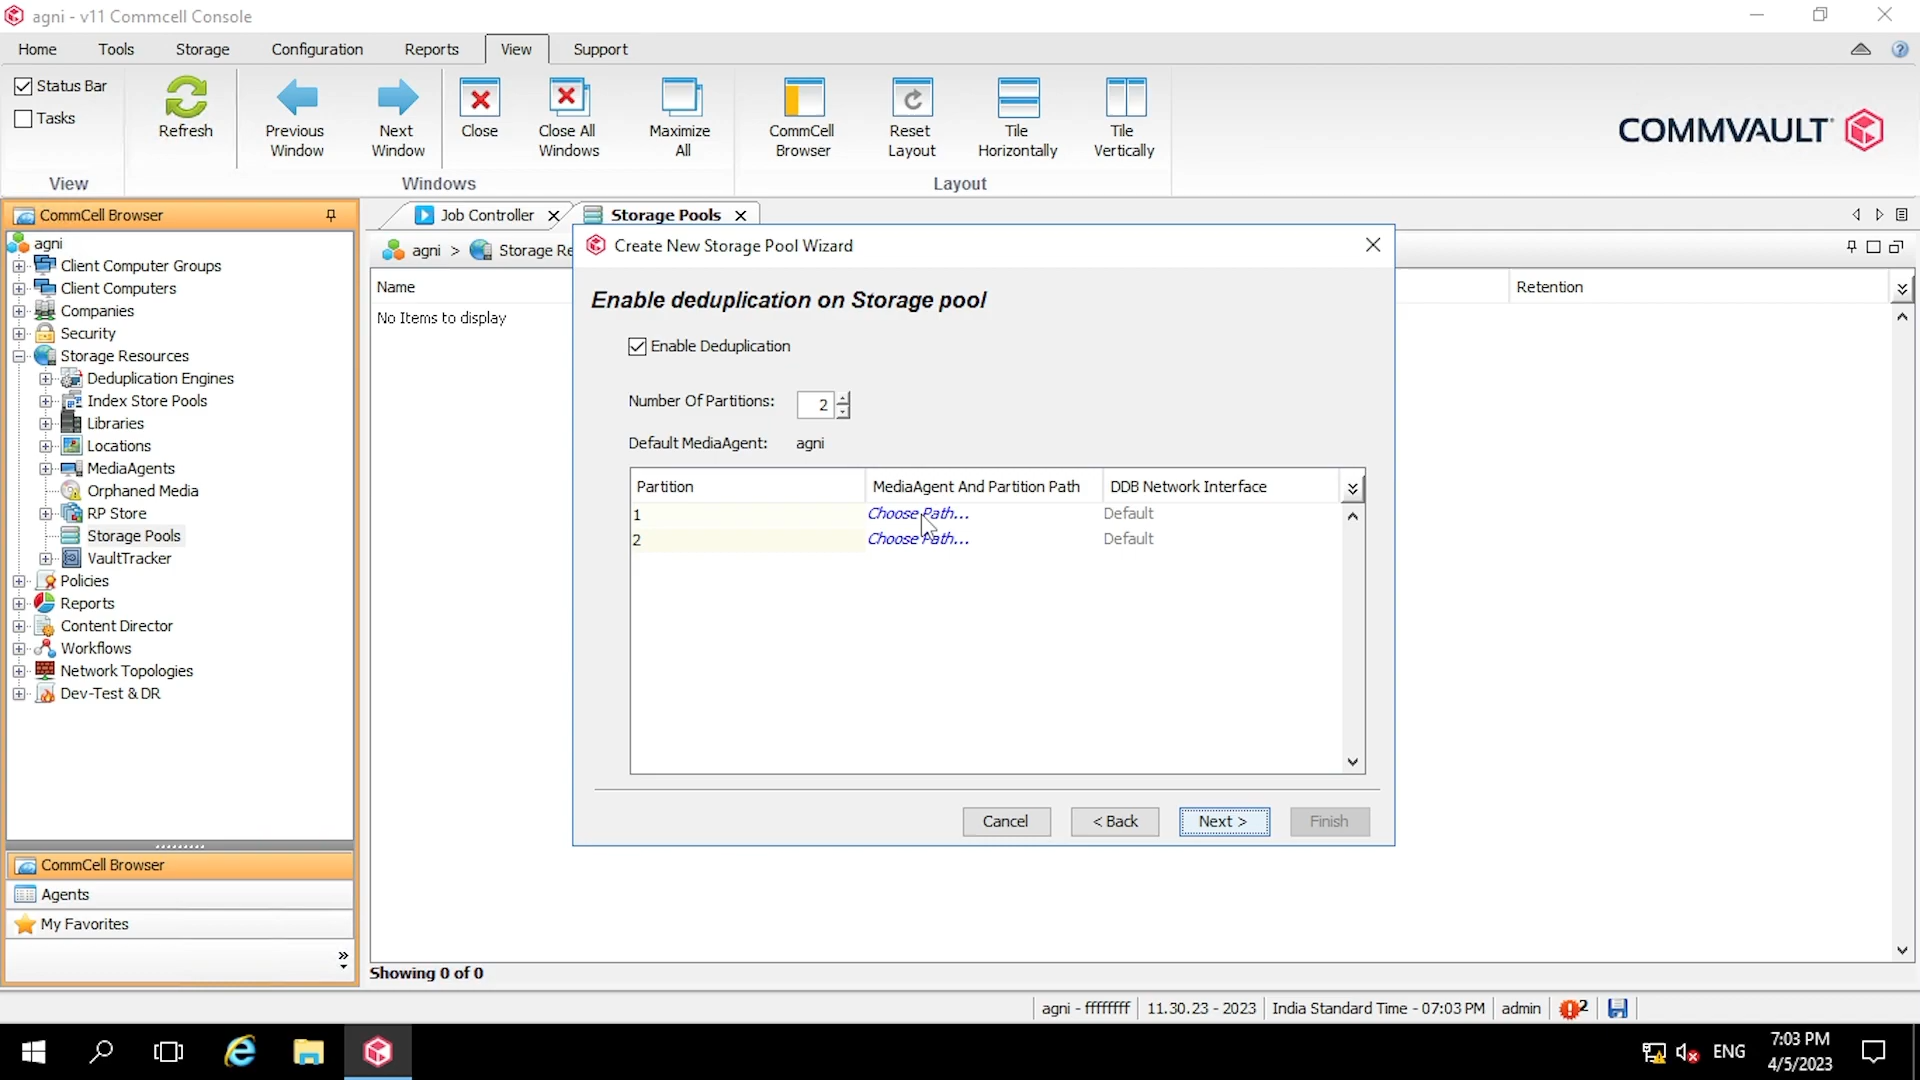 agni - v11 Commcell Console
Home Tools Storage Configuration Reports View Support
Status Bar
Tasks
Refresh
Previous Window
Next Window
Close
Close All Windows
Maximize All
CommCell Browser
Reset Layout
Tile Horizontally
Tile Vertically
COMMVAULT
View Windows Layout
CommCell Browser
agni
Client Computer Groups
Client Computers
Companies
Security
Storage Resources
Deduplication Engines
Index Store Pools
Libraries
Locations
MediaAgents
Orphaned Media
RP Store
Storage Pools
VaultTracker
Policies
Reports
Content Director
Workflows
Network Topologies
Dev-Test & DR
CommCell Browser
Agents
My Favorites
Job Controller Storage Pools
agni > Storage Re
Name Retention
No Items to display
Create New Storage Pool Wizard
Enable deduplication on Storage pool
Enable Deduplication
Number Of Partitions: 2
Default MediaAgent: agni
Partition MediaAgent And Partition Path DDB Network Interface
1 Choose Path... Default
2 Choose Path... Default
Cancel < Back Next > Finish
Showing 0 of 0
agni - ffffffff 11.30.23 - 2023 India Standard Time - 07:03 PM admin 2
ENG
7:03 PM
4/5/2023